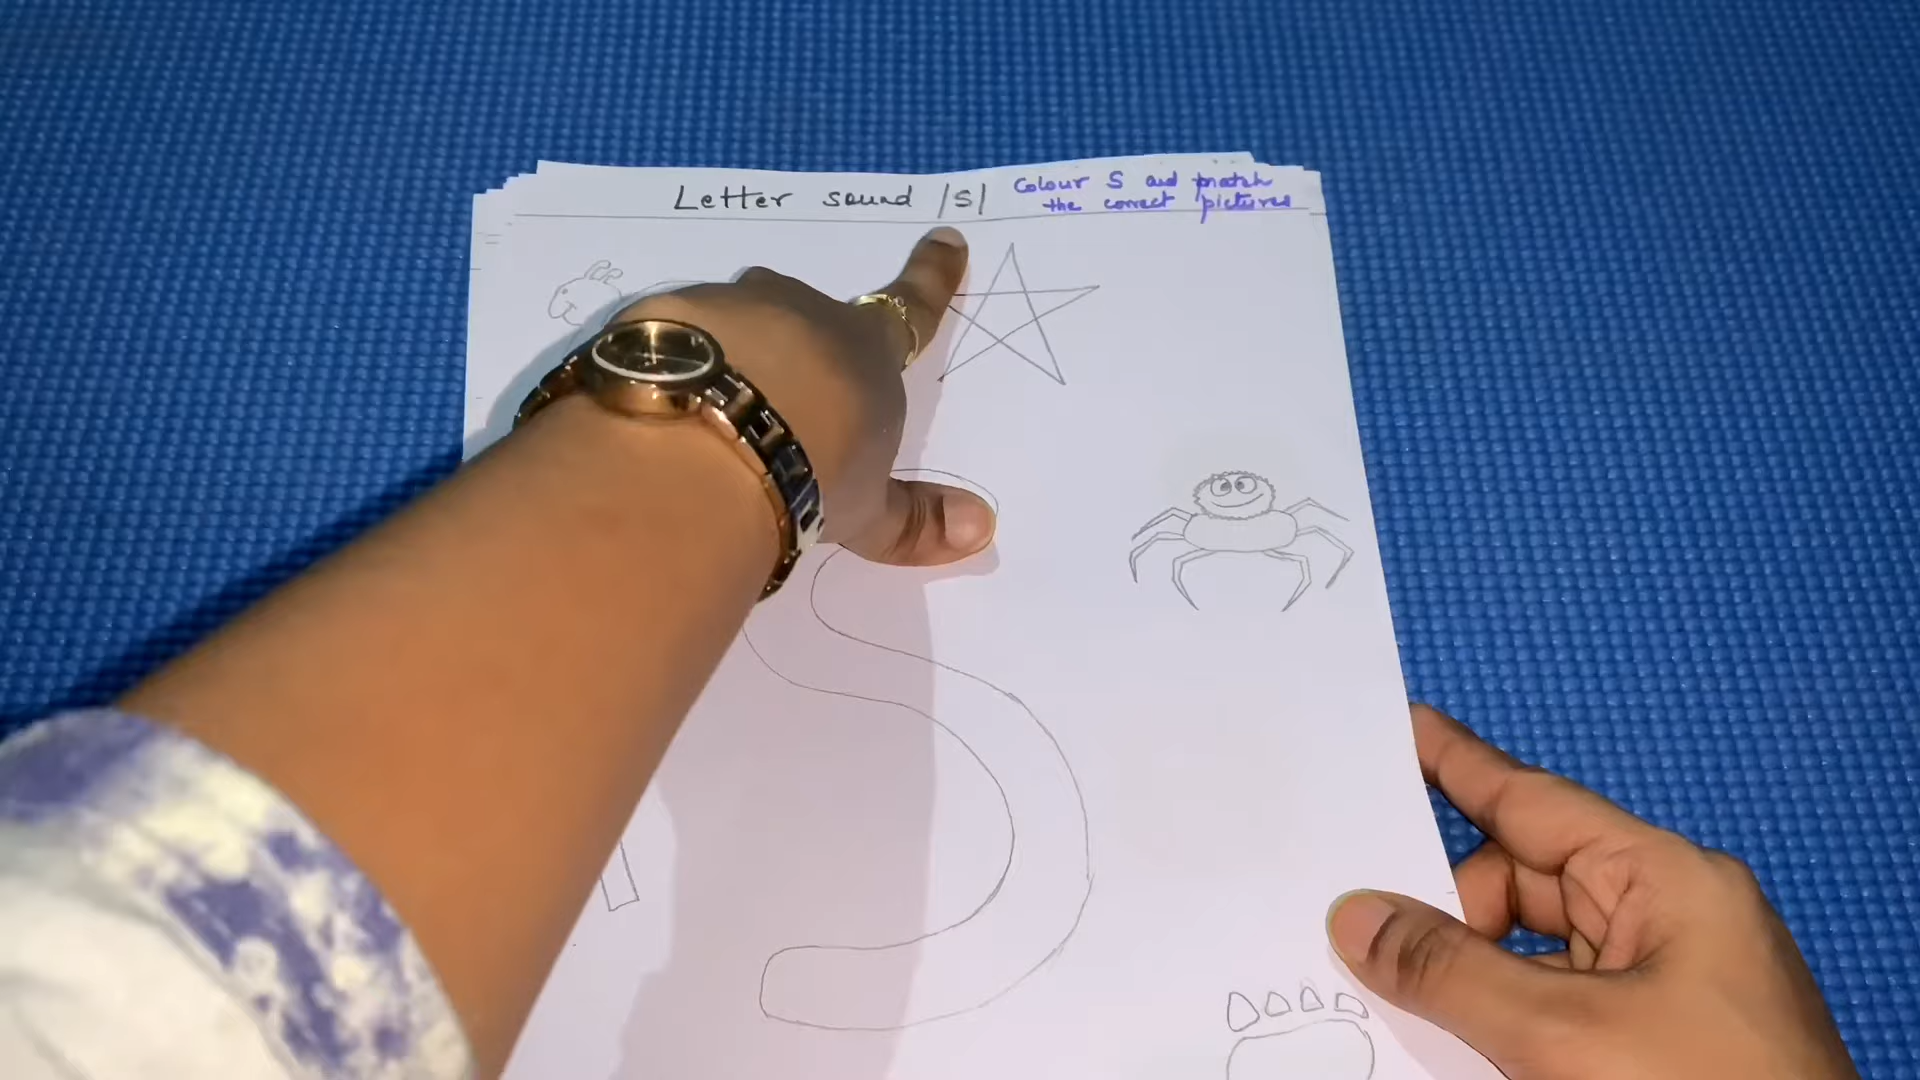 Letter sound /s/
Colour S and match
the correct pictures